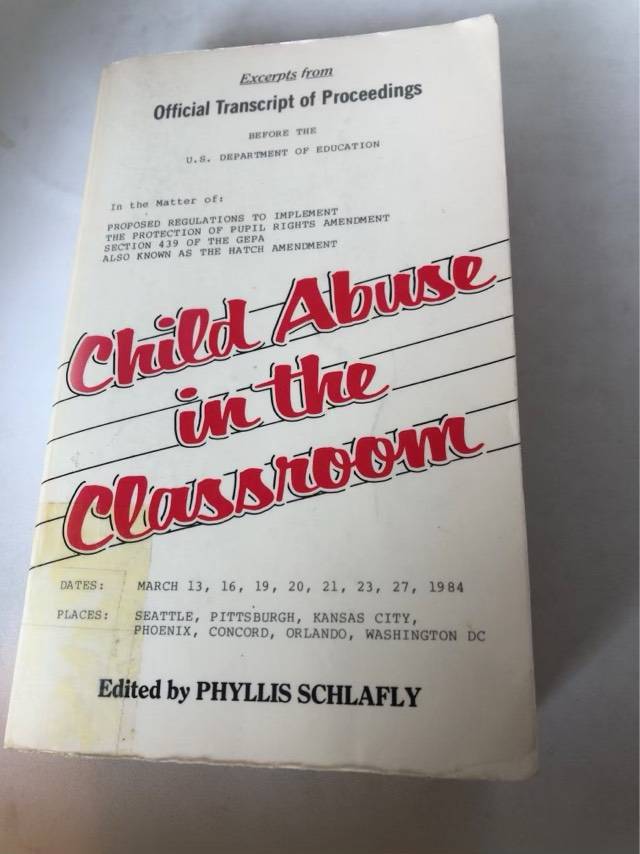 Excerpts from
Official Transcript of Proceedings
BEFORE THE
U.S. DEPARTMENT OF EDUCATION
In the Matter of:
PROPOSED REGULATIONS TO IMPLEMENT
THE PROTECTION OF PUPIL RIGHTS AMENDMENT
SECTION 439 OF THE GEPA
ALSO KNOWN AS THE HATCH AMENDMENT
Child Abuse
in the
Classroom
DATES: MARCH 13, 16, 19, 20, 21, 23, 27, 1984
PLACES: SEATTLE, PITTSBURGH, KANSAS CITY,
PHOENIX, CONCORD, ORLANDO, WASHINGTON DC
Edited by PHYLLIS SCHLAFLY